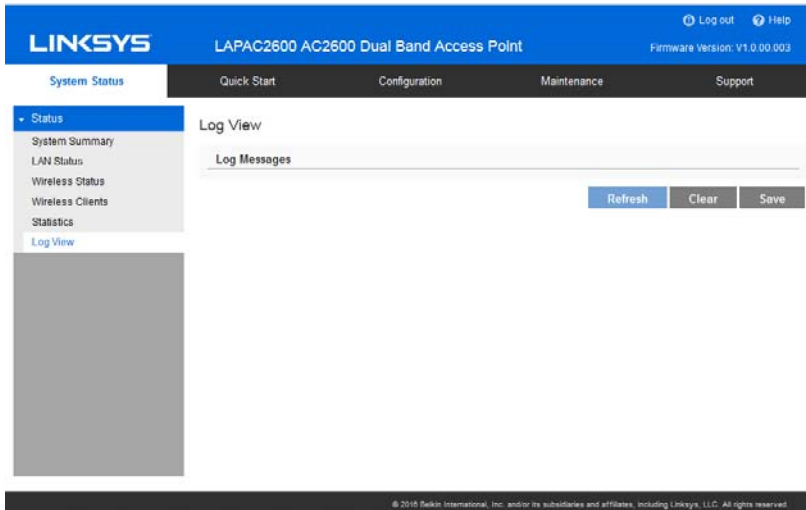 Log out Help
LINKSYS LAPAC2600 AC2600 Dual Band Access Point Firmware Version: V1.0.00.003
System Status Quick Start Configuration Maintenance Support
Status
System Summary
LAN Status
Wireless Status
Wireless Clients
Statistics
Log View
Log View
Log Messages
Refresh Clear Save
© 2016 Belkin International, Inc. and/or its subsidiaries and affiliates, including Linksys, LLC. All rights reserved.